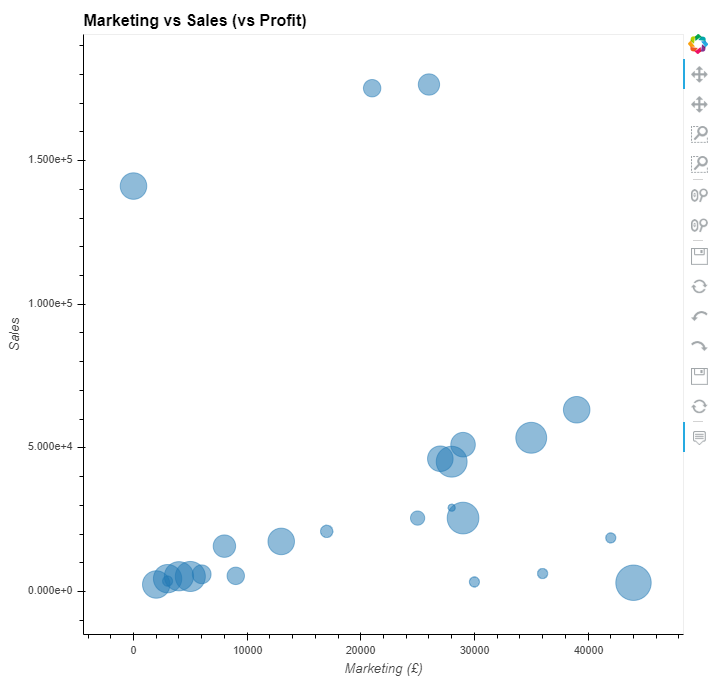 Marketing vs Sales (vs Profit)
1.500e+5
1.000e+5
5.000e+4
0.000e+0
Sales
0 10000 20000 30000 40000
Marketing (£)